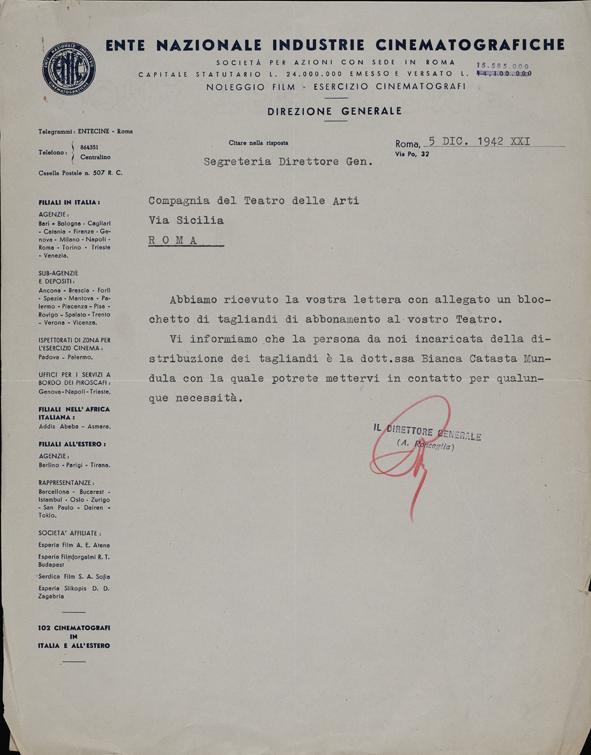 ENTE NAZIONALE INDUSTRIE CINEMATOGRAFICHE
SOCIETÀ PER AZIONI CON SEDE IN ROMA
15.585.000
CAPITALE STATUTARIO L. 24.000.000 EMESSO E VERSATO L.
NOLEGGIO FILM - ESERCIZIO CINEMATOGRAFI
ENIC
DIREZIONE GENERALE
Telegrammi: ENTECINE - Roma
Telefono: 864351
Centralino
Casella Postale n. 507 R. C.
Citare nella risposta
Segreteria Direttore Gen.
Roma, 5 DIC. 1942 XXI
Via Po, 32
FILIALI IN ITALIA:
AGENZIE:
Bari - Bologna - Cagliari
- Catania - Firenze - Ge-
nova - Milano - Napoli -
Roma - Torino - Trieste
- Venezia.
SUB-AGENZIE
E DEPOSITI:
Ancona - Brescia - Forlì
- Spezia - Mantova - Pa-
lermo - Piacenza - Pisa -
Rovigo - Spalato - Trento
- Verona - Vicenza.
ISPETTORATI DI ZONA PER
L'ESERCIZIO CINEMA:
Padova - Palermo.
UFFICI PER I SERVIZI A
BORDO DEI PIROSCAFI:
Genova-Napoli-Trieste.
FILIALI NELL'AFRICA
ITALIANA:
Addis Abeba - Asmara.
FILIALI ALL'ESTERO:
AGENZIE:
Berlino - Parigi - Tirana.
RAPPRESENTANZE:
Barcellona - Bucarest -
Istambul - Oslo - Zurigo
- San Paulo - Dairen -
Tokio.
SOCIETA' AFFILIATE:
Esperia Film A. E. Atene
Esperia Filmforgalmi R. T.
Budapest
Serdica Film S. A. Sofia
Esperia Slikopis D. D.
Zagabria
102 CINEMATOGRAFI
IN
ITALIA E ALL'ESTERO
Compagnia del Teatro delle Arti
Via Sicilia
ROMA
Abbiamo ricevuto la vostra lettera con allegato un bloc-
chetto di tagliandi di abbonamento al vostro Teatro.
Vi informiamo che la persona da noi incaricata della di-
stribuzione dei tagliandi è la dott.ssa Bianca Catasta Mun-
dula con la quale potrete mettervi in contatto per qualun-
que necessità.
IL DIRETTORE GENERALE
(A. Roncaglia)